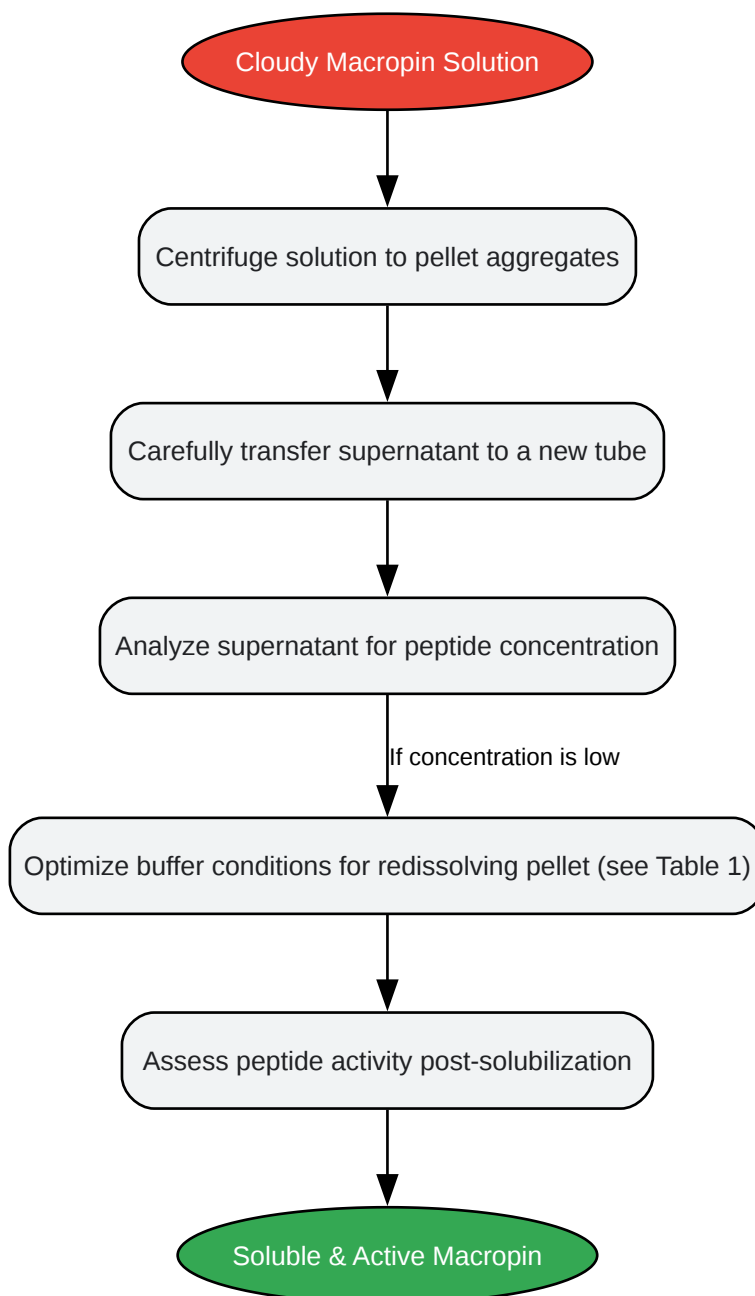 Cloudy Macropin Solution
Centrifuge solution to pellet aggregates
Carefully transfer supernatant to a new tube
Analyze supernatant for peptide concentration
If concentration is low
Optimize buffer conditions for redissolving pellet (see Table 1)
Assess peptide activity post-solubilization
Soluble & Active Macropin